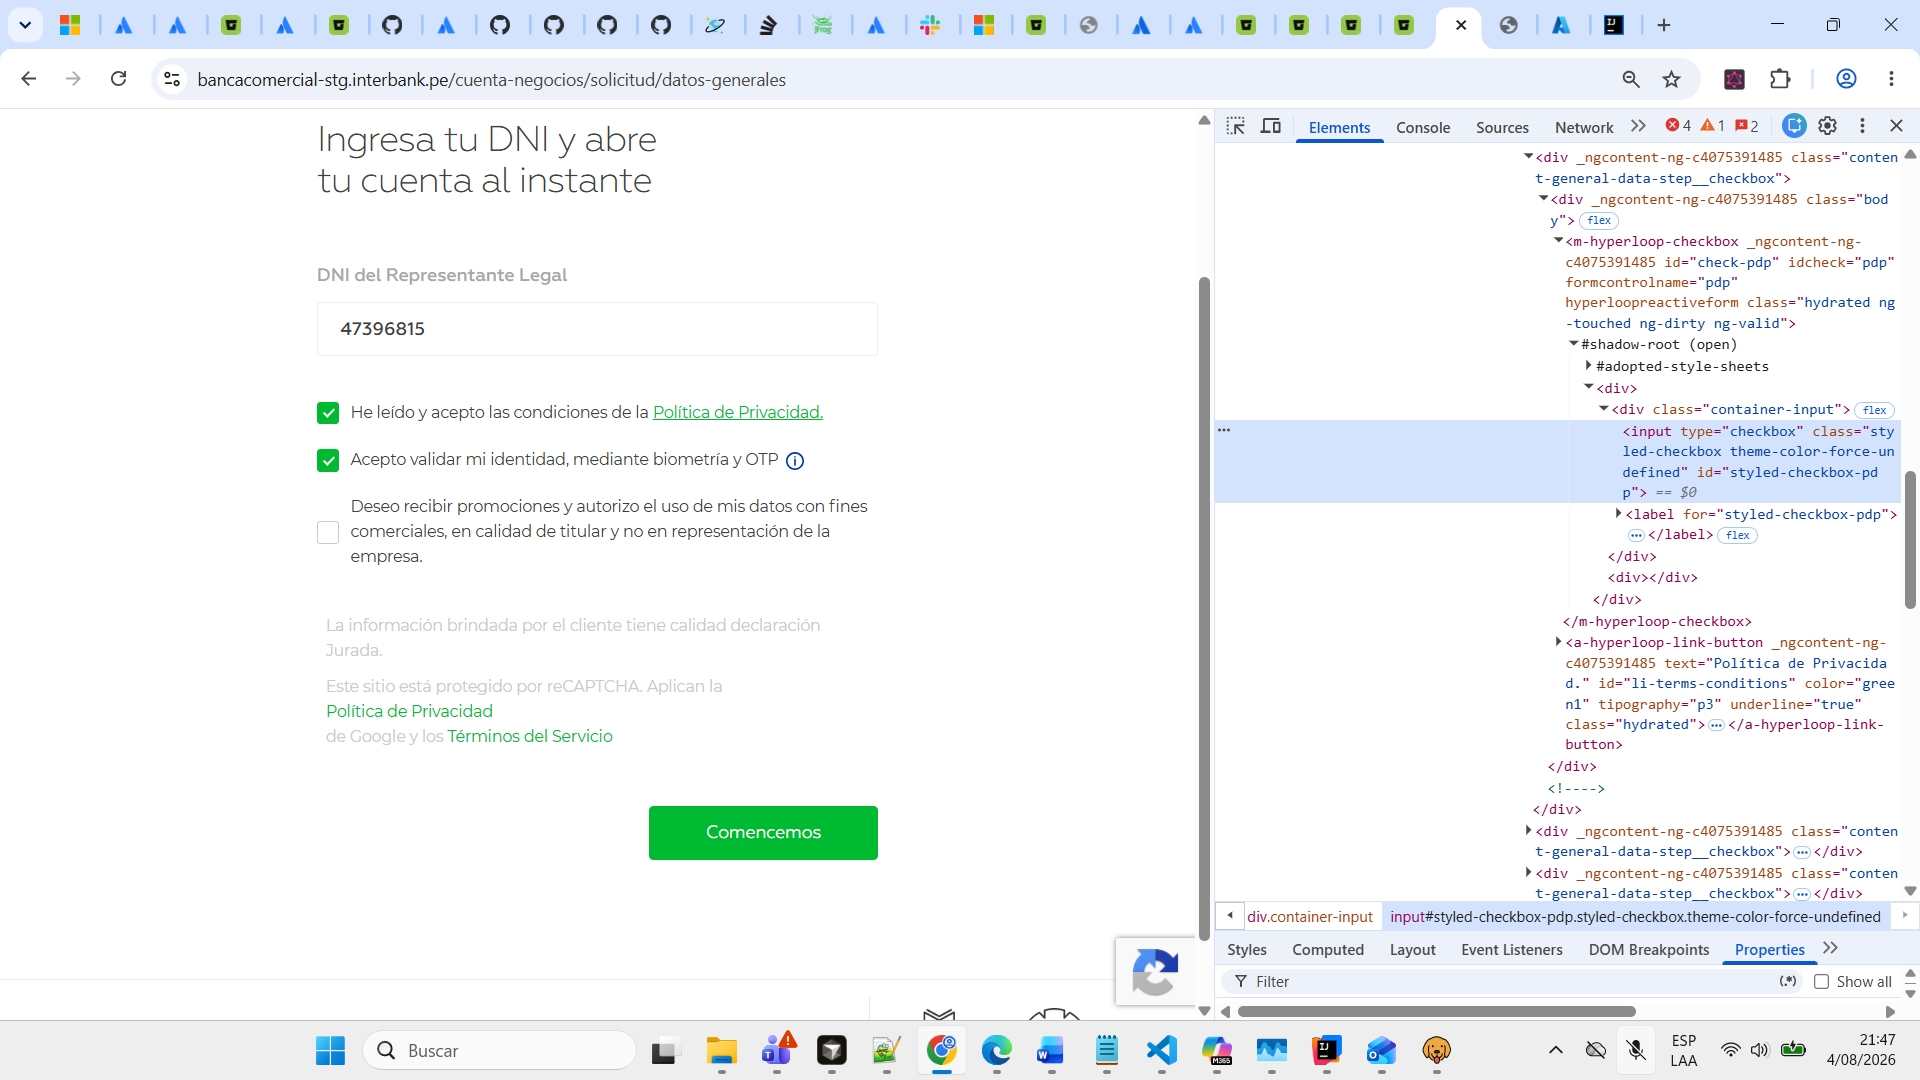 bancacomercial-stg.interbank.pe/cuenta-negocios/solicitud/datos-generales
Ingresa tu DNI y abre
tu cuenta al instante
DNI del Representante Legal
47396815
He leído y acepto las condiciones de la Política de Privacidad.
Acepto validar mi identidad, mediante biometría y OTP
Deseo recibir promociones y autorizo el uso de mis datos con fines
comerciales, en calidad de titular y no en representación de la
empresa.
La información brindada por el cliente tiene calidad declaración
Jurada.
Este sitio está protegido por reCAPTCHA. Aplican la
Política de Privacidad
de Google y los Términos del Servicio
Comencemos
Elements Console Sources Network 4 1 2
<div _ngcontent-ng-c4075391485 class="conten
t-general-data-step__checkbox">
<div _ngcontent-ng-c4075391485 class="bod
y"> flex
<m-hyperloop-checkbox _ngcontent-ng-
c4075391485 id="check-pdp" idcheck="pdp"
formcontrolname="pdp"
hyperloopreactiveform class="hydrated ng
-touched ng-dirty ng-valid">
#shadow-root (open)
#adopted-style-sheets
<div>
<div class="container-input"> flex
<input type="checkbox" class="sty
led-checkbox theme-color-force-un
defined" id="styled-checkbox-pd
p"> == $0
<label for="styled-checkbox-pdp">
… </label> flex
</div>
<div></div>
</div>
</m-hyperloop-checkbox>
<a-hyperloop-link-button _ngcontent-ng-
c4075391485 text="Política de Privacida
d." id="li-terms-conditions" color="gree
n1" tipography="p3" underline="true"
class="hydrated"> … </a-hyperloop-link-
button>
</div>
<!---->
</div>
<div _ngcontent-ng-c4075391485 class="conten
t-general-data-step__checkbox"> … </div>
<div _ngcontent-ng-c4075391485 class="conten
t-general-data-step__checkbox"> … </div>
div.container-input input#styled-checkbox-pdp.styled-checkbox.theme-color-force-undefined
Styles Computed Layout Event Listeners DOM Breakpoints Properties
Filter (.*) Show all
Buscar
ESP
LAA
21:47
4/08/2026